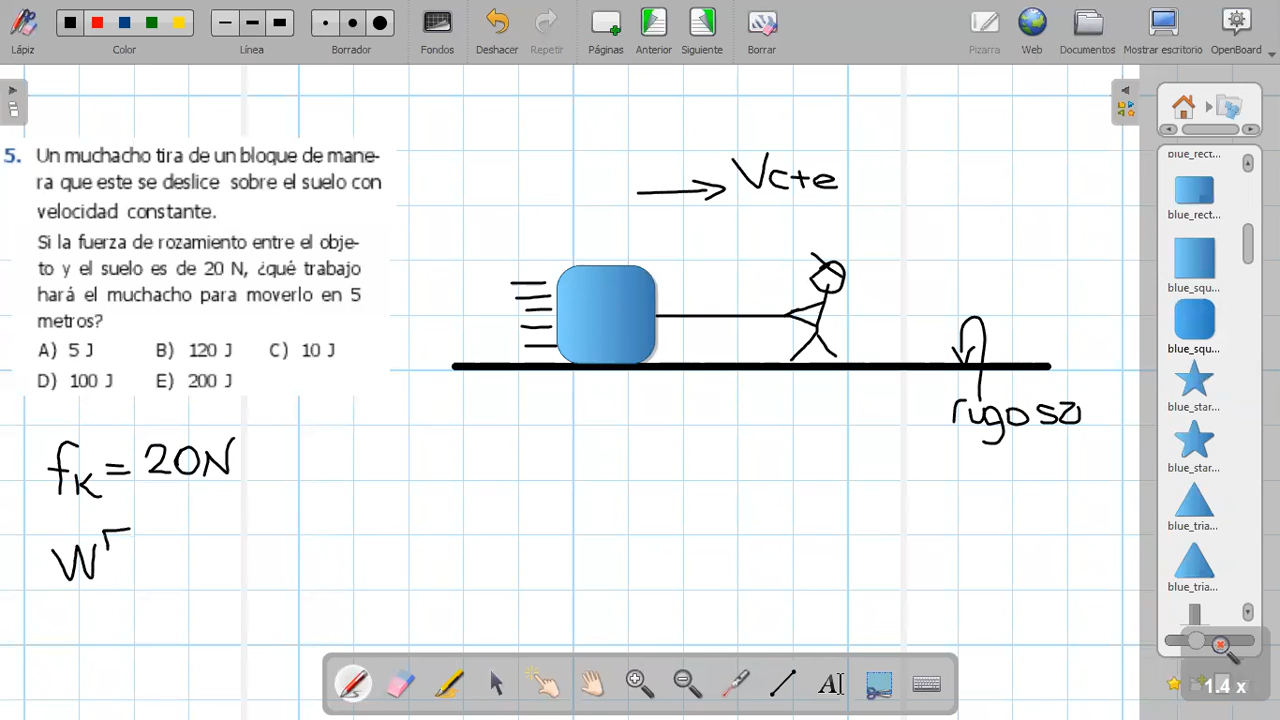 Lápiz
Color
Línea
Borrador
Fondos
Deshacer
Repetir
Páginas
Anterior
Siguiente
Borrar
Pizarra
Web
Documentos
Mostrar escritorio
OpenBoard
5. Un muchacho tira de un bloque de mane-
ra que este se deslice sobre el suelo con
velocidad constante.
Si la fuerza de rozamiento entre el obje-
to y el suelo es de 20 N, ¿qué trabajo
hará el muchacho para moverlo en 5
metros?
A) 5 J B) 120 J C) 10 J
D) 100 J E) 200 J
Vcte
rugosa
fK = 20N
W
blue_rect...
blue_rect...
blue_squ...
blue_squ...
blue_star...
blue_star...
blue_tria...
blue_tria...
AI
1.4 x